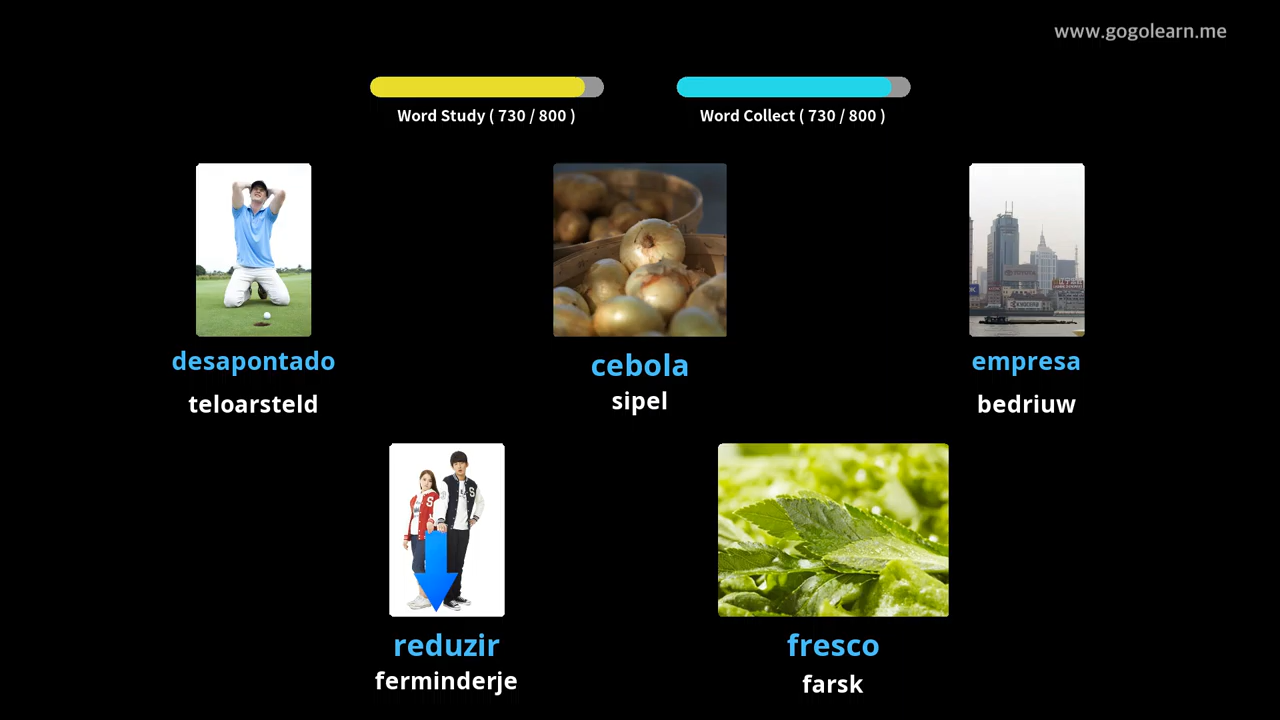 www.gogolearn.me
Word Study ( 730 / 800 )
Word Collect ( 730 / 800 )
desapontado
teloarsteld
cebola
sipel
empresa
bedriuw
TOYOTA
S
S
reduzir
ferminderje
fresco
farsk